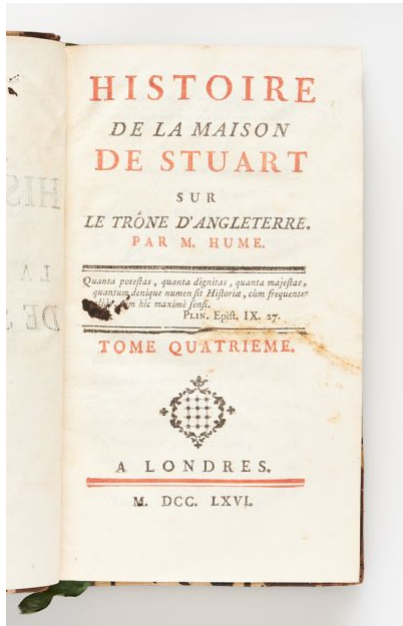 HISTOIRE
DE LA MAISON
DE STUART
SUR
LE TRÔNE D'ANGLETERRE.
PAR M. HUME.
Quanta potestas, quanta dignitas, quanta majestas,
quantum denique numen sit Historiæ, cùm frequenter
hic maximè sensi.
PLIN. Epist. IX. 27.
TOME QUATRIEME.
A LONDRES.
M. DCC. LXVI.